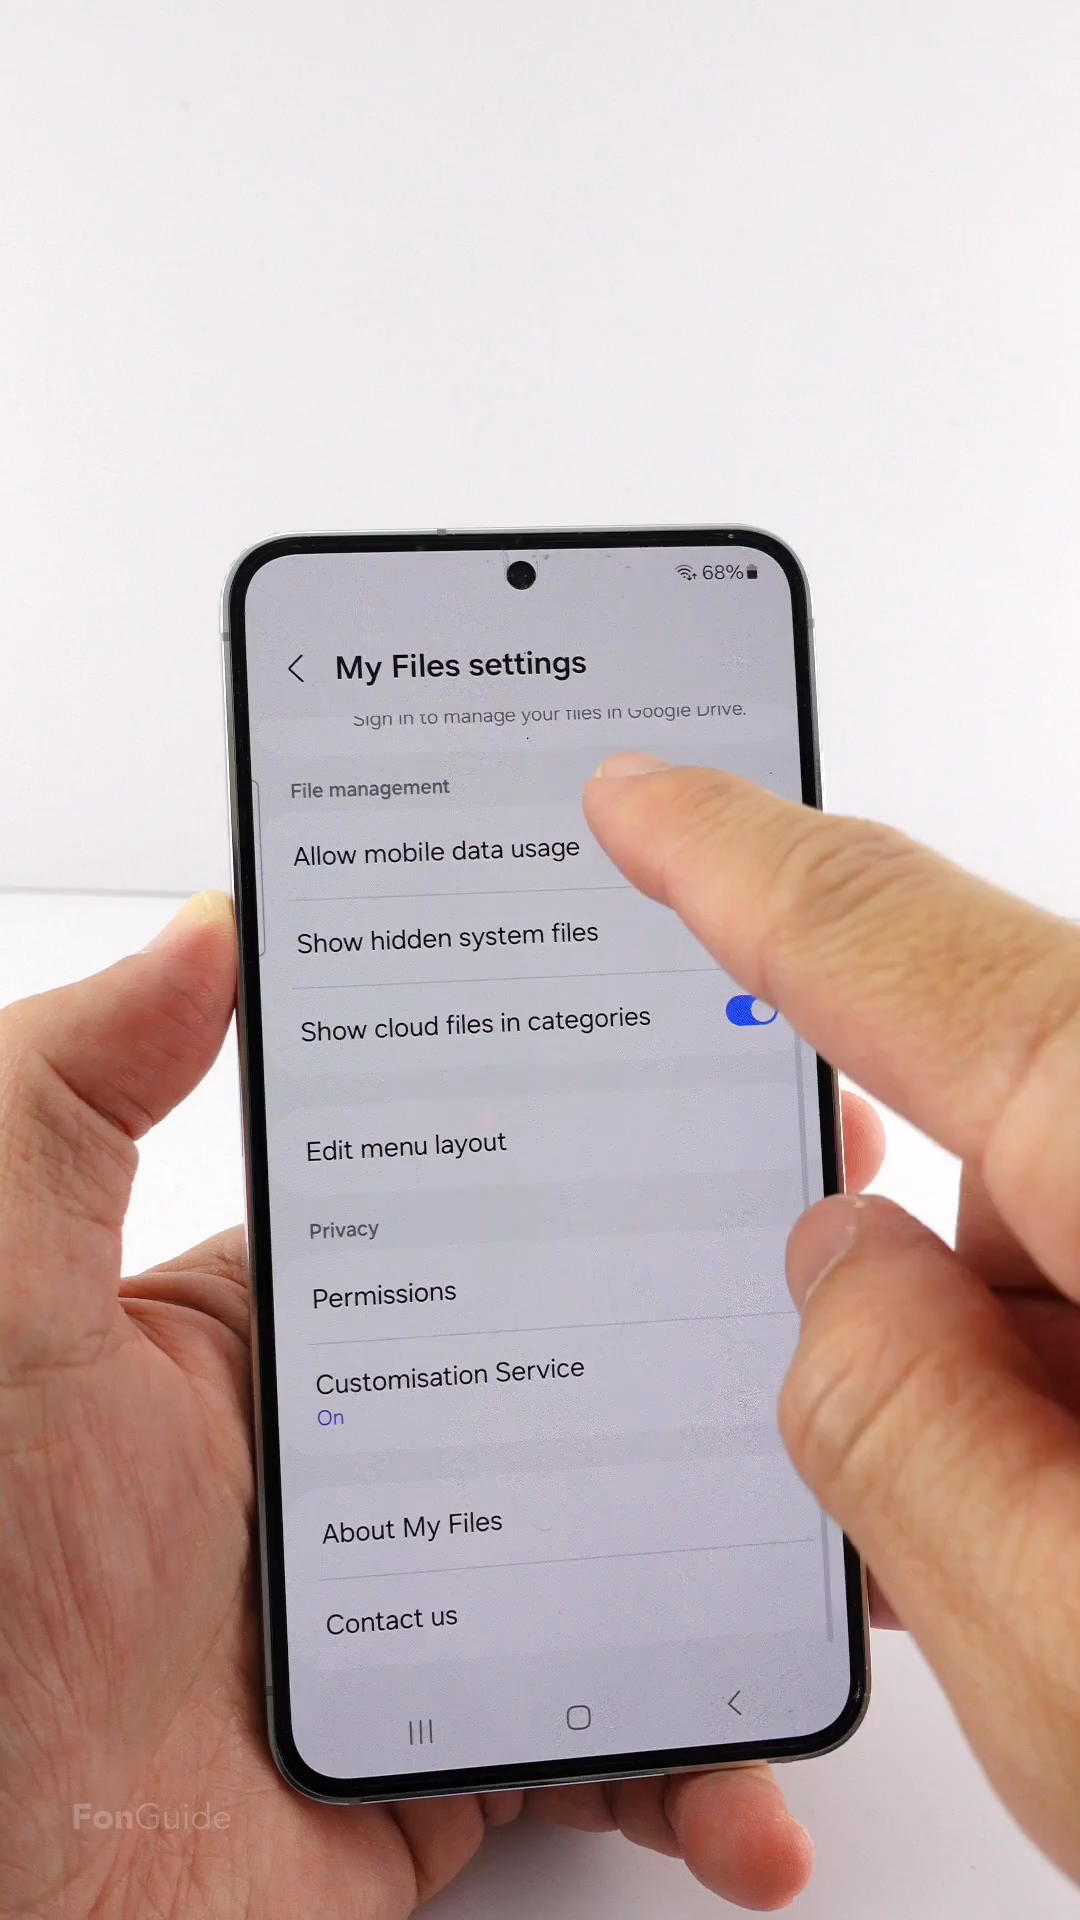 68%
My Files settings
Sign in to manage your files in Google Drive.
File management
Allow mobile data usage
Show hidden system files
Show cloud files in categories
Edit menu layout
Privacy
Permissions
Customisation Service
On
About My Files
Contact us
FonGuide